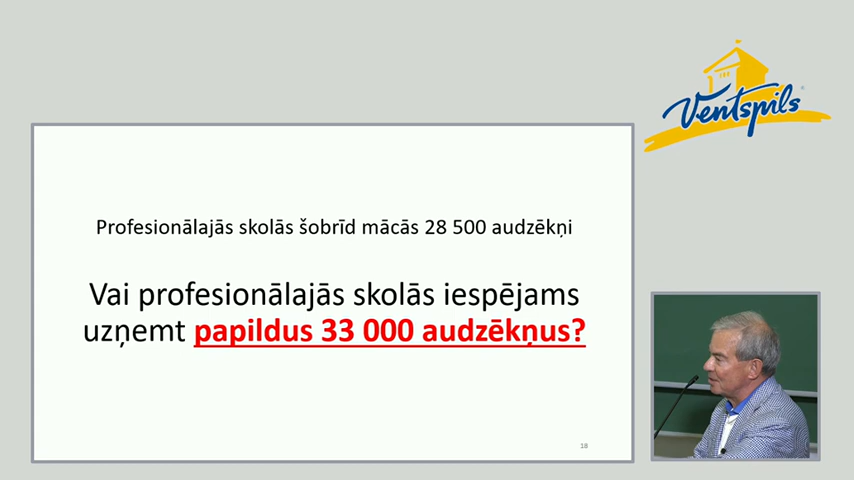 Ventspils
Profesionālajās skolās šobrīd mācās 28 500 audzēkņi
Vai profesionālajās skolās iespējams
uzņemt papildus 33 000 audzēkņus?
18